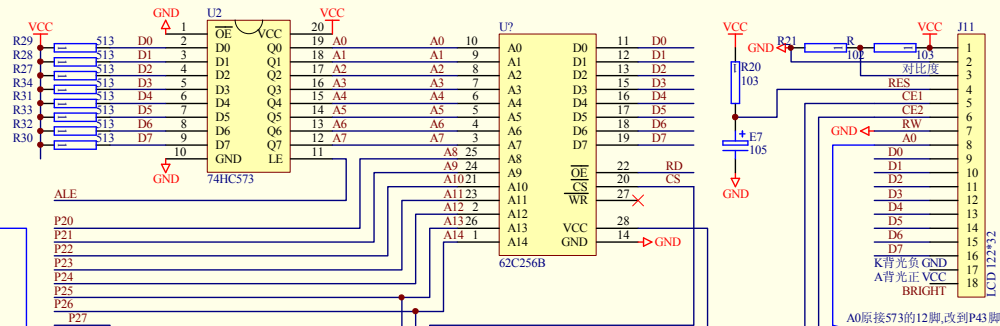 GND
U2
VCC
R29 513 D0
R28 513 D1
R27 513 D2
R34 513 D3
R31 513 D4
R33 513 D5
R32 513 D6
R30 513 D7
VCC
1 OE VCC 20
2 D0 Q0 19 A0
3 D1 Q1 18 A1
4 D2 Q2 17 A2
5 D3 Q3 16 A3
6 D4 Q4 15 A4
7 D5 Q5 14 A5
8 D6 Q6 13 A6
9 D7 Q7 12 A7
10 GND LE 11
GND
74HC573
ALE
P20
P21
P22
P23
P24
P25
P26
P27
U?
A0 10 A0 D0 11 D0
A1 9 A1 D1 12 D1
A2 8 A2 D2 13 D2
A3 7 A3 D3 15 D3
A4 6 A4 D4 16 D4
A5 5 A5 D5 17 D5
A6 4 A6 D6 18 D6
A7 3 A7 D7 19 D7
A8 25 A8
A9 24 A9 OE 22 RD
A10 21 A10 CS 20 CS
A11 23 A11 WR 27
A12 2 A12
A13 26 A13 VCC 28
A14 1 A14 GND 14 GND
62C256B
VCC
R20
103
E7
105
GND
VCC
J11
GND R21 102 R 103 1
2
对比度 3
RES 4
CE1 5
CE2 6
GND RW 7
A0 8
D0 9
D1 10
D2 11
D3 12
D4 13
D5 14
D6 15
D7 16
K背光负 GND 17
A背光正 VCC 18
BRIGHT
LCD 122*32
A0原接573的12脚,改到P43脚